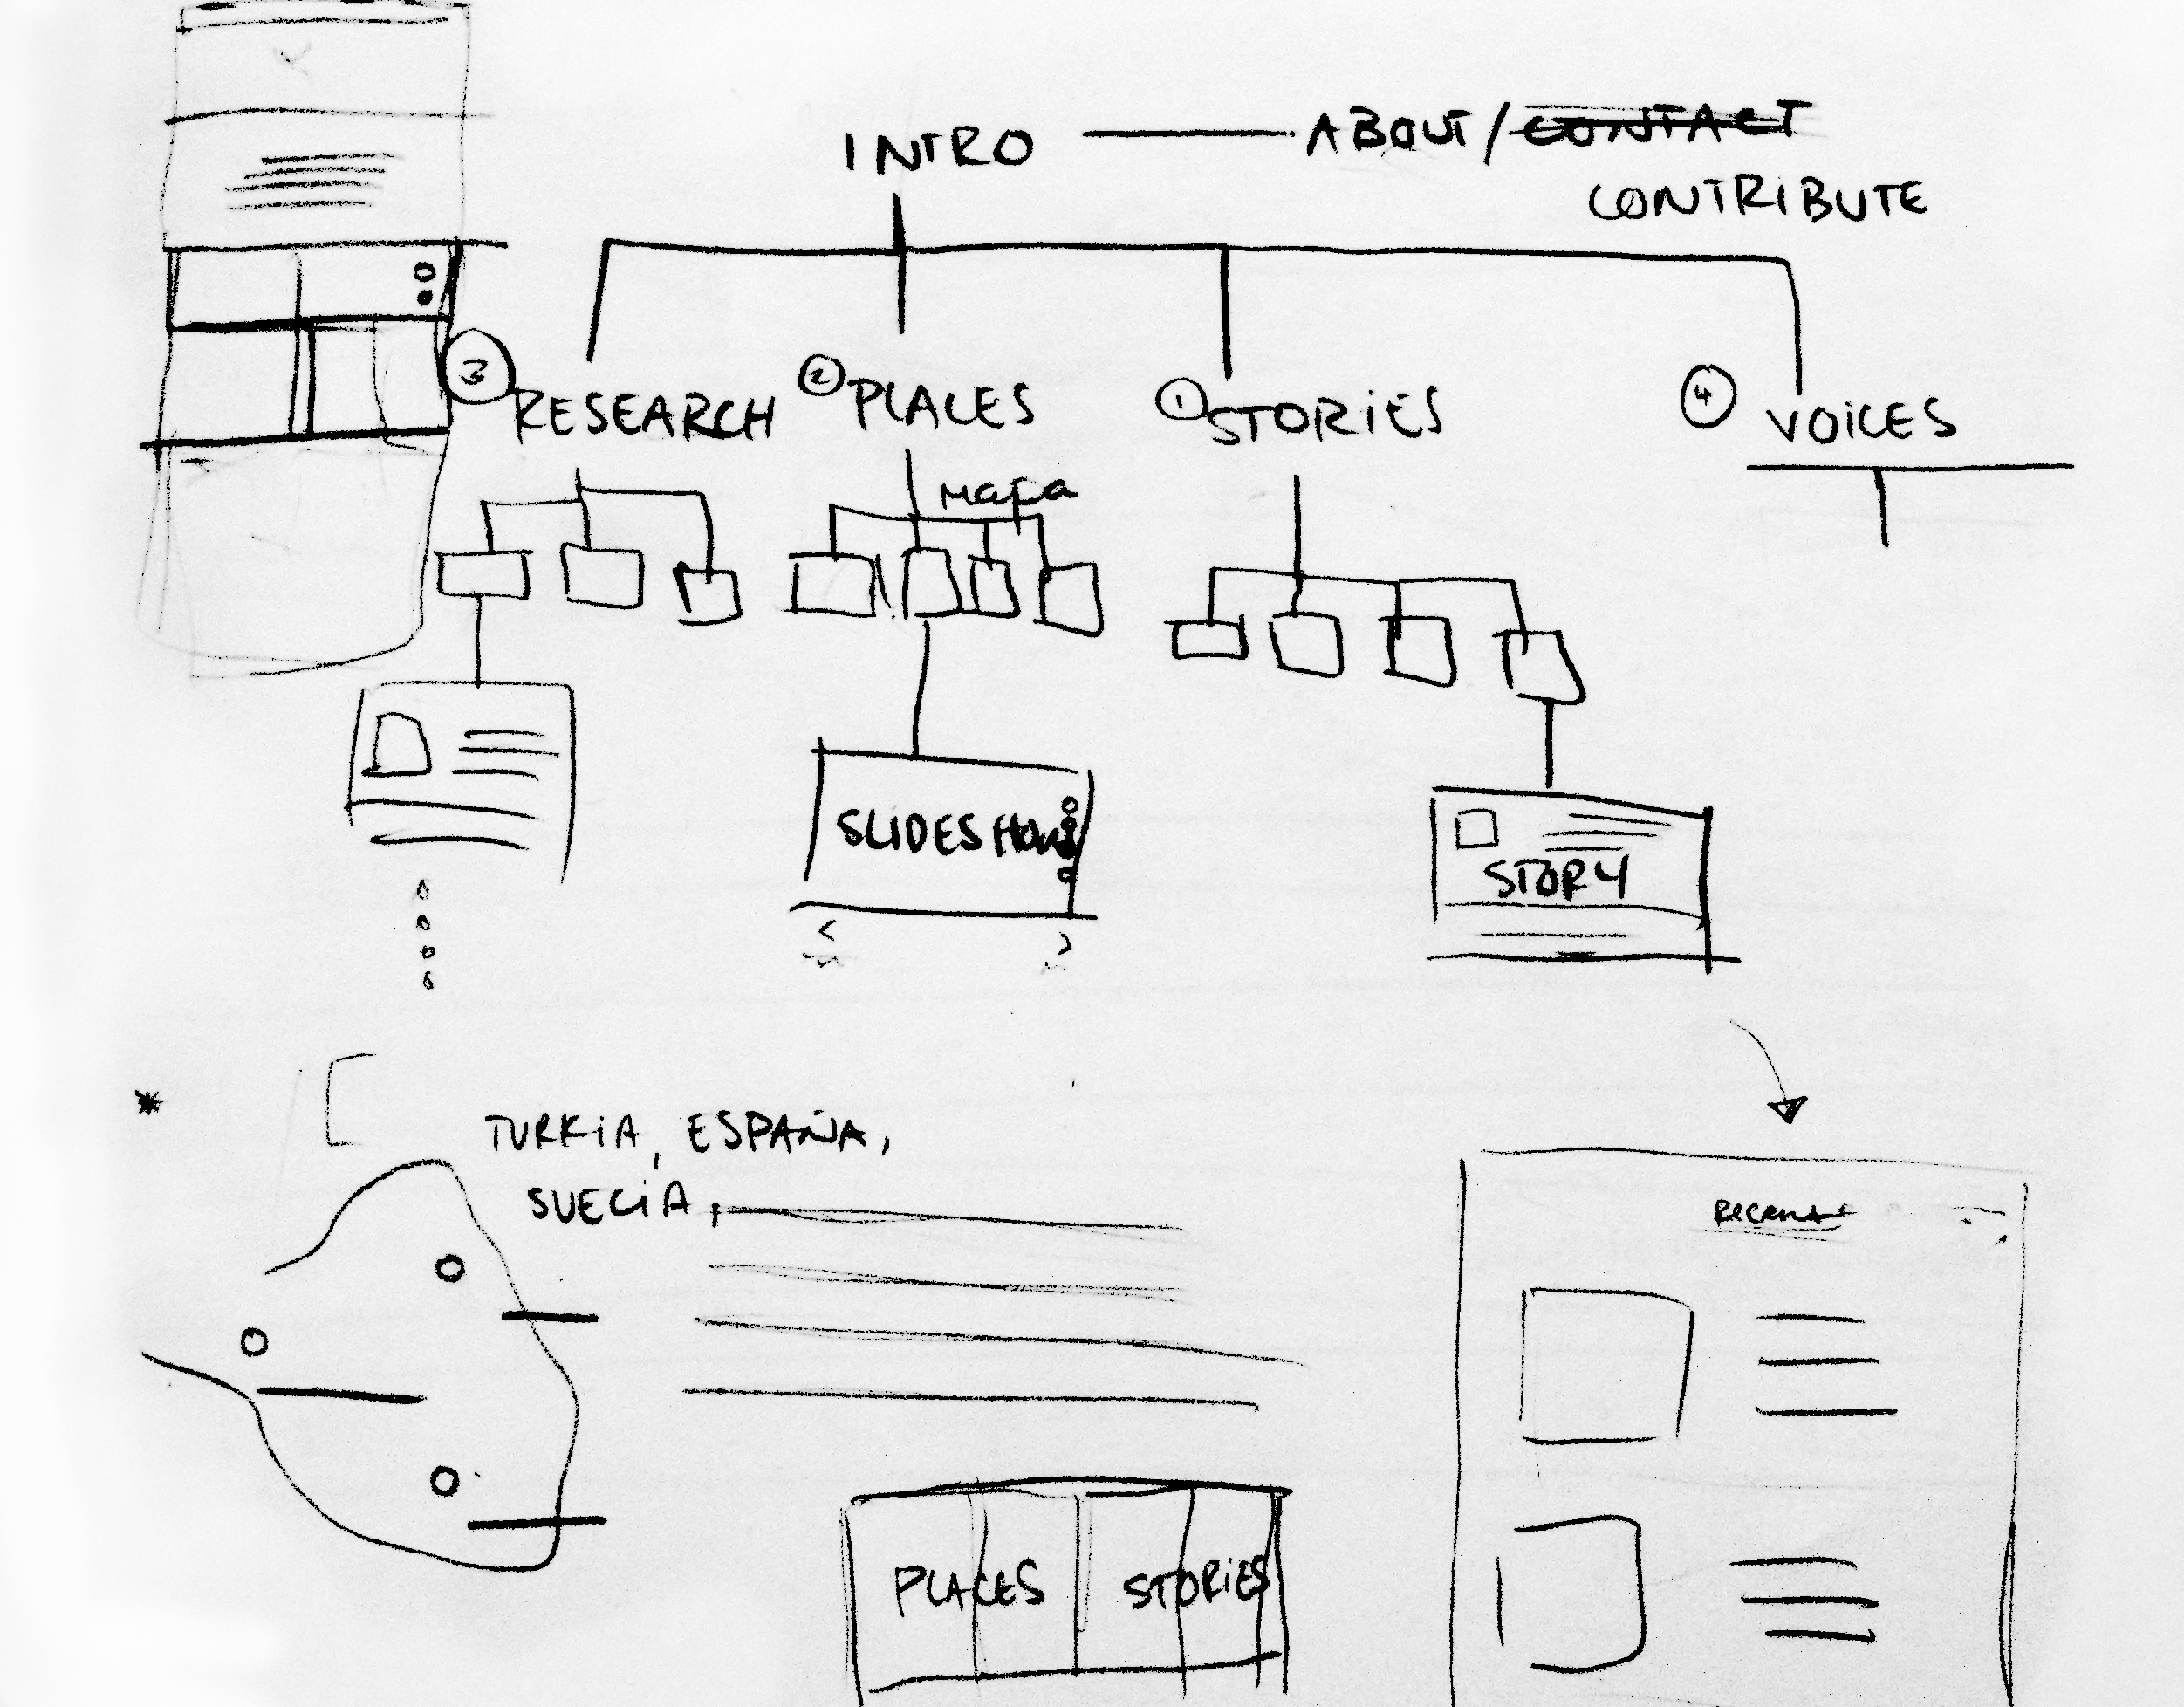 INTRO
ABOUT / CONTACT
CONTRIBUTE
3 RESEARCH
2 PLACES
1 STORIES
4 VOICES
MAPA
SLIDESHOW
STORY
< >
*
TURKIA, ESPAÑA,
SUECIA,
PLACES STORIES